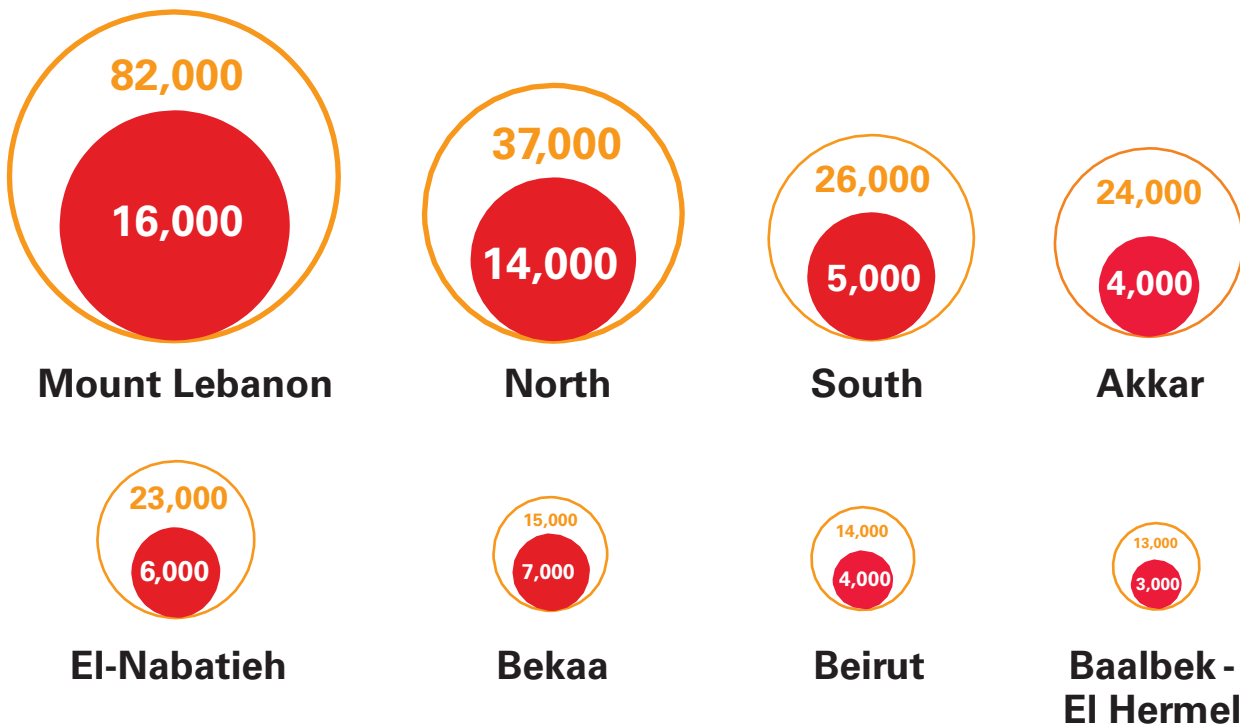 82,000
16,000
Mount Lebanon
37,000
14,000
North
26,000
5,000
South
24,000
4,000
Akkar
23,000
6,000
El-Nabatieh
15,000
7,000
Bekaa
14,000
4,000
Beirut
13,000
3,000
Baalbek -
El Hermel